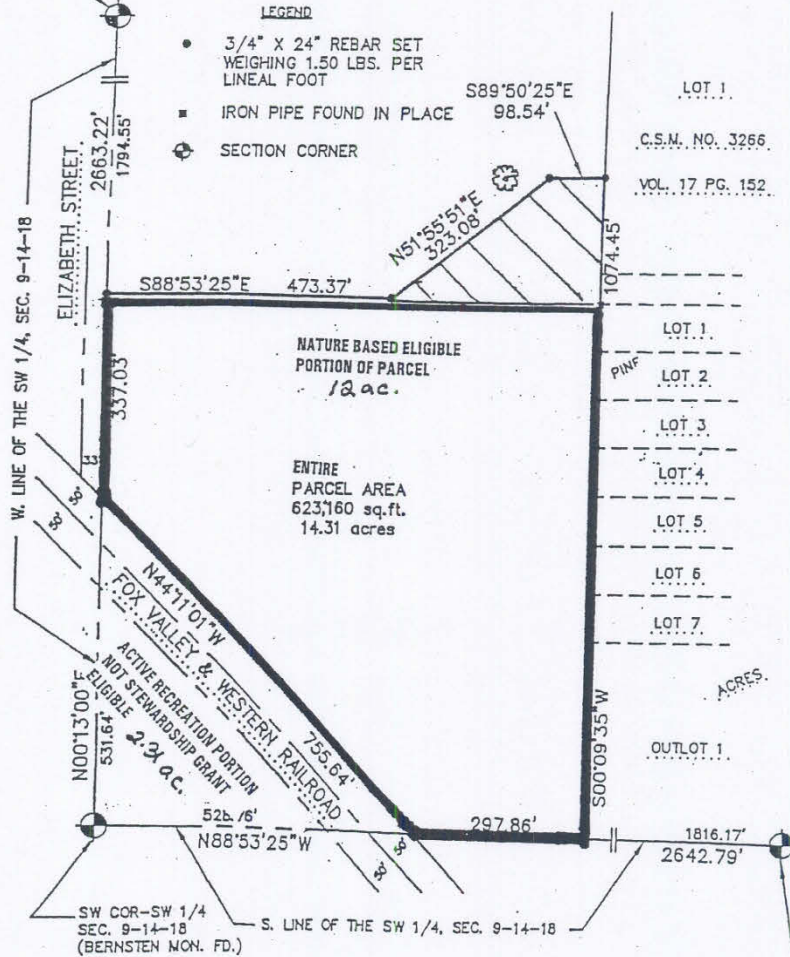 LEGEND
3/4" X 24" REBAR SET
WEIGHING 1.50 LBS. PER
LINEAL FOOT
IRON PIPE FOUND IN PLACE
SECTION CORNER
S89°50'25"E
98.54'
LOT 1
C.S.M. NO. 3266
VOL. 17 PG. 152
W. LINE OF THE SW 1/4, SEC. 9-14-18
ELIZABETH STREET
2663.22'
1794.55'
N51°55'51"E
323.08'
1074.45'
S88°53'25"E 473.37'
337.03'
33'
NATURE BASED ELIGIBLE
PORTION OF PARCEL
12 ac.
ENTIRE
PARCEL AREA
623,160 sq.ft.
14.31 acres
PINE
LOT 1
LOT 2
LOT 3
LOT 4
LOT 5
LOT 6
LOT 7
ACRES
OUTLOT 1
50'
50'
N44°11'01"W
755.64'
FOX VALLEY & WESTERN RAILROAD
ACTIVE RECREATION PORTION
NOT STEWARDSHIP GRANT
ELIGIBLE
2.31 ac.
N00°13'00"E
531.64'
S00°09'35"W
526.76'
N88°53'25"W
50'
50'
297.86'
1816.17'
2642.79'
SW COR-SW 1/4
SEC. 9-14-18
(BERNSTEN MON. FD.)
S. LINE OF THE SW 1/4, SEC. 9-14-18